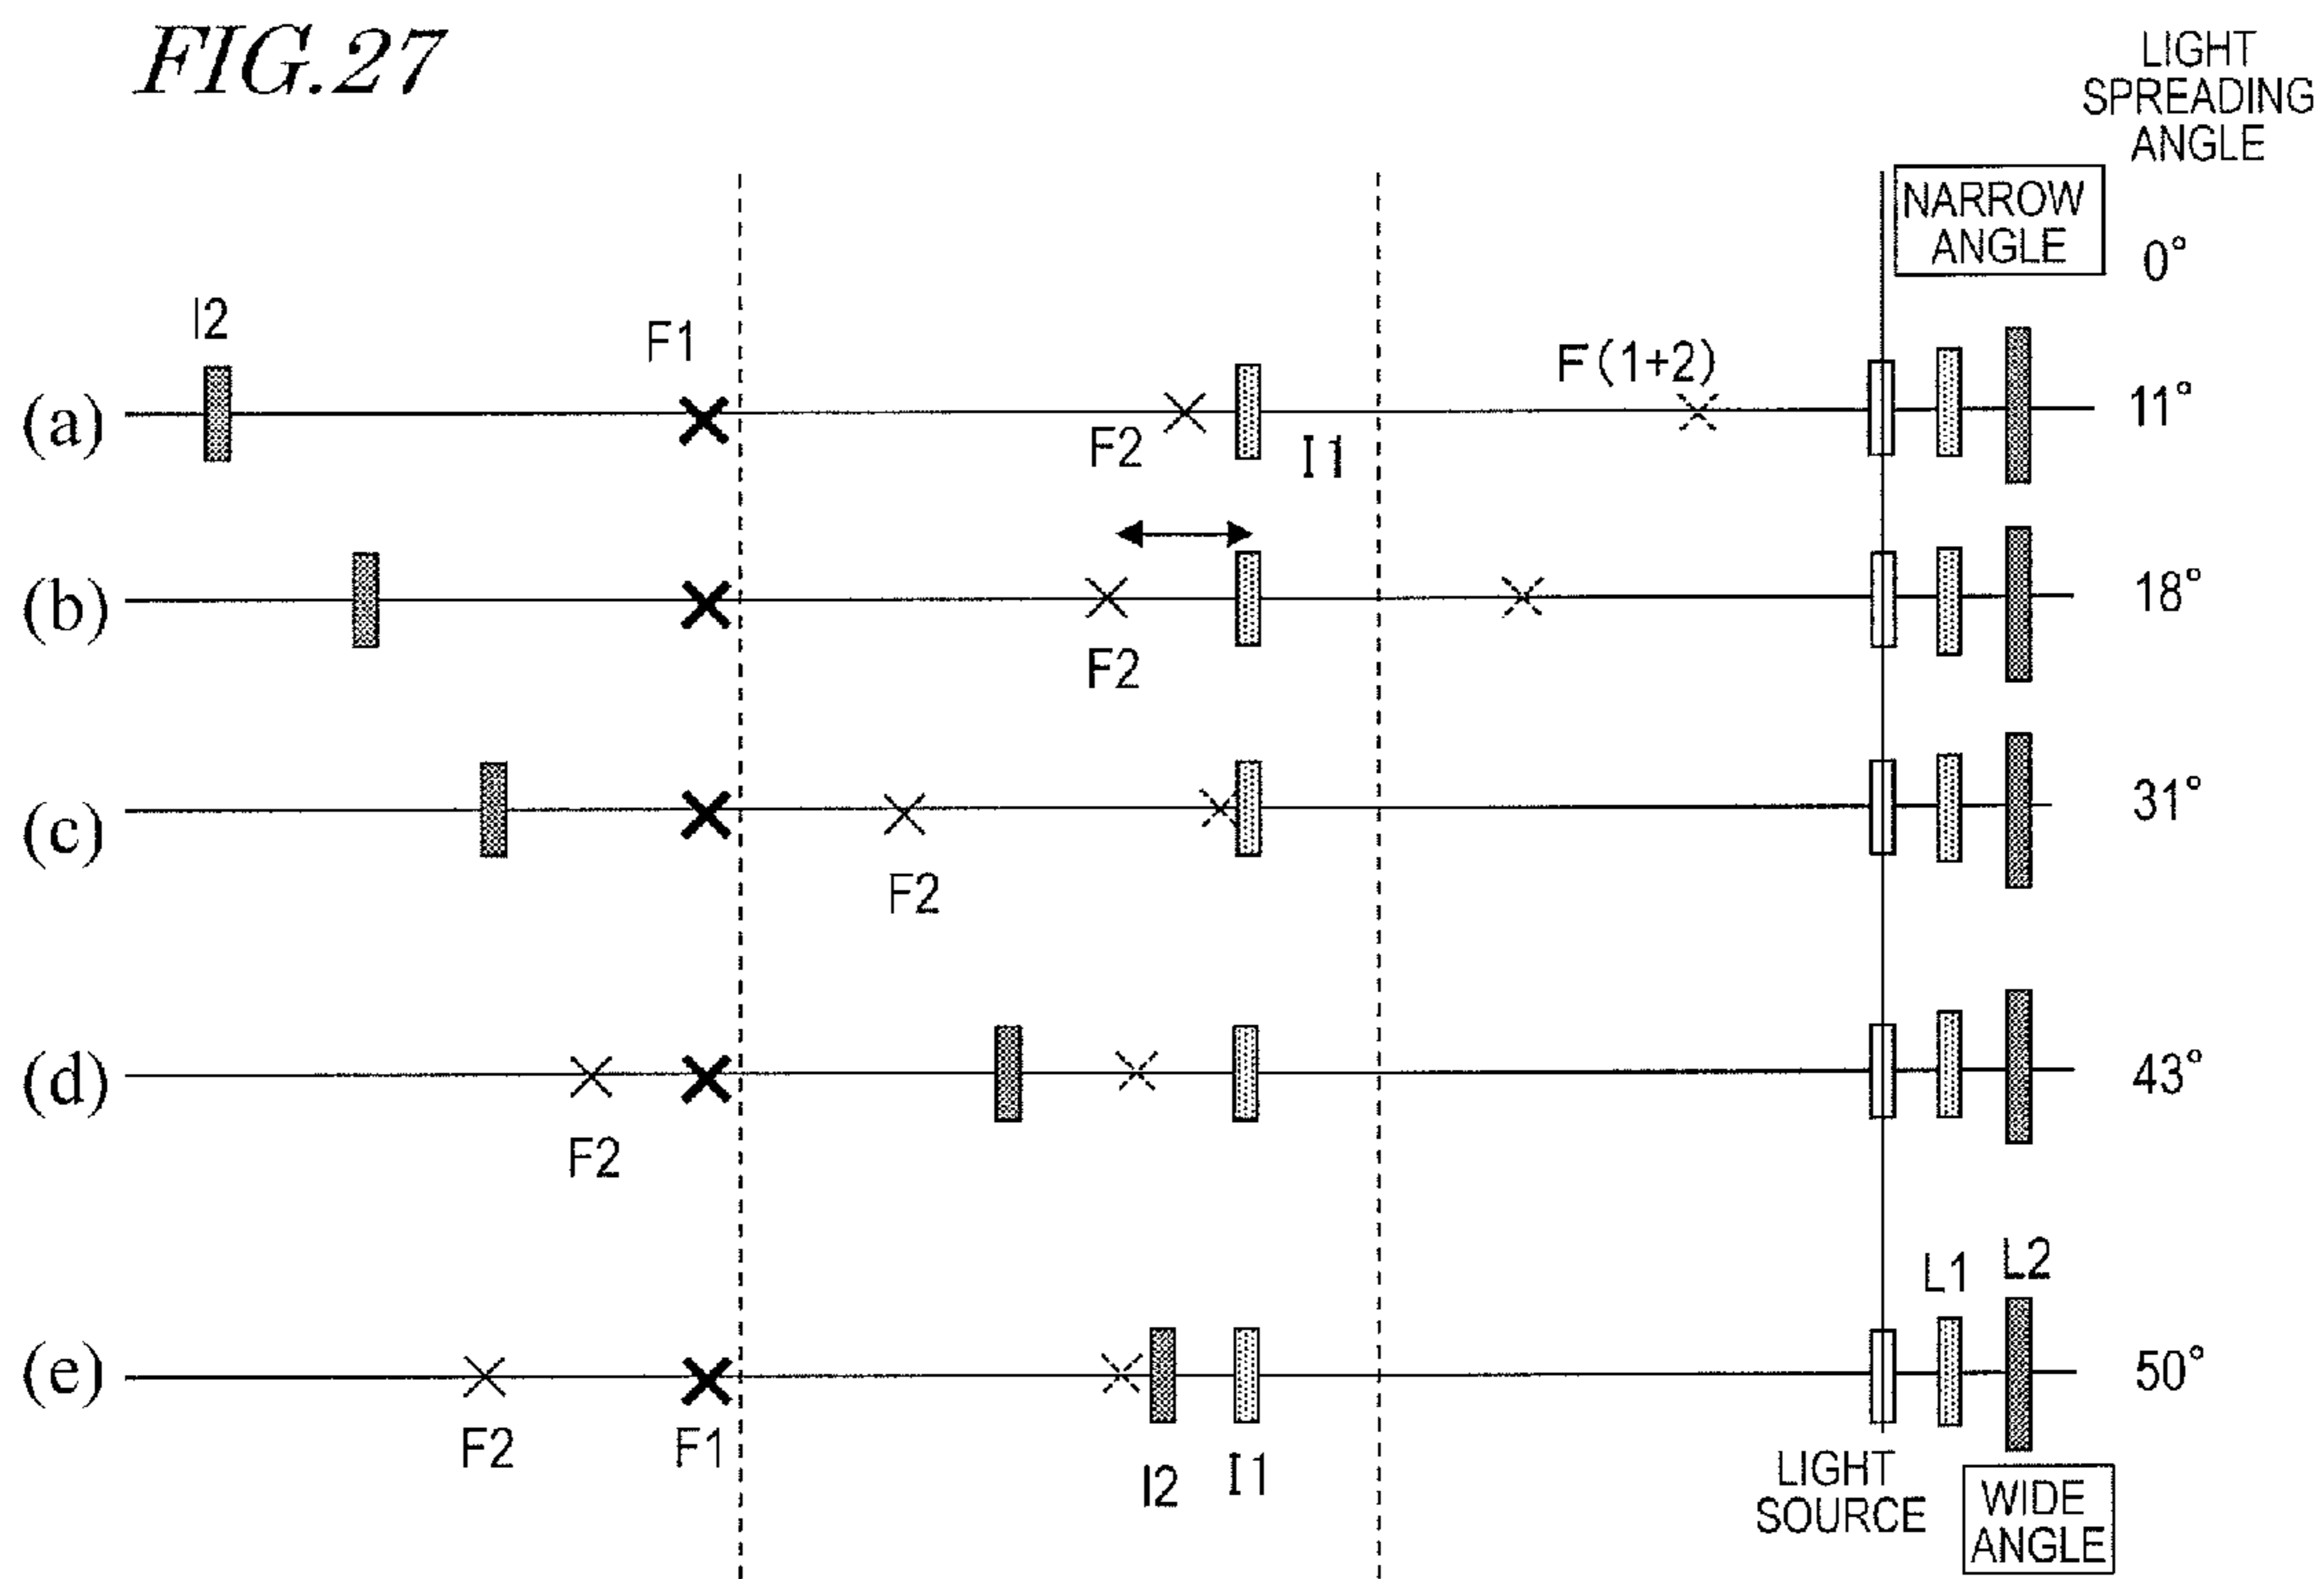 FIG.27
LIGHT
SPREADING
ANGLE
NARROW
ANGLE
0°
I2
F1
F(1+2)
(a)
F2
I1
11°
(b)
F2
18°
(c)
F2
31°
(d)
F2
43°
L1
L2
(e)
50°
F2
F1
I2
I1
LIGHT
SOURCE
WIDE
ANGLE